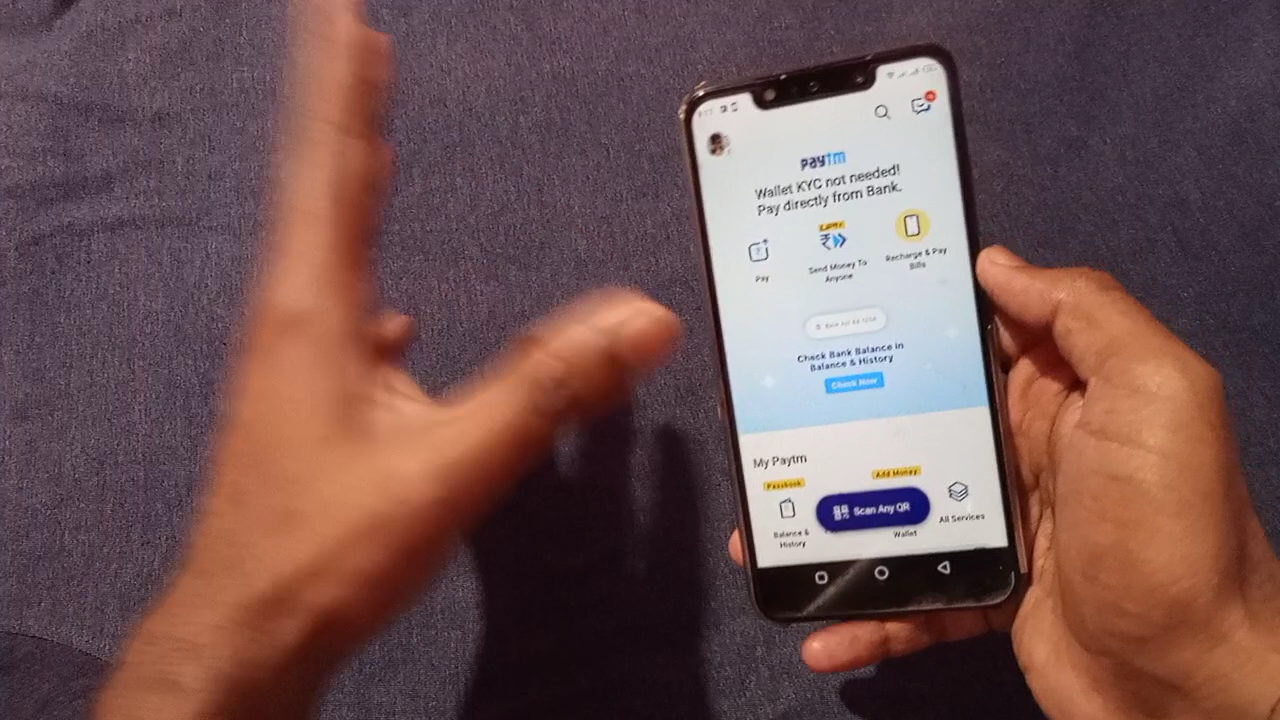 paytm
Wallet KYC not needed!
Pay directly from Bank.
Pay
Send Money To
Anyone
Recharge & Pay
Bills
Check Bank Balance in
Balance & History
Check Now
My Paytm
Passbook
Add Money
Balance &
History
Scan Any QR
Wallet
All Services